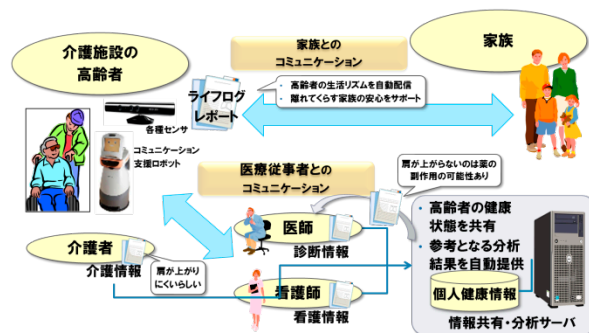 介護施設の
高齢者
家族との
コミュニケーション
家族
ライフログ
レポート
・ 高齢者の生活リズムを自動配信
・ 離れてくらす家族の安心をサポート
各種センサ
コミュニケーション
支援ロボット
医療従事者との
コミュニケーション
肩が上がらないのは薬の
副作用の可能性あり
医師
診断情報
・ 高齢者の健康
状態を共有
・ 参考となる分析
結果を自動提供
介護者
介護情報
肩が上がり
にくいらしい
看護師
看護情報
個人健康情報
情報共有・分析サーバ